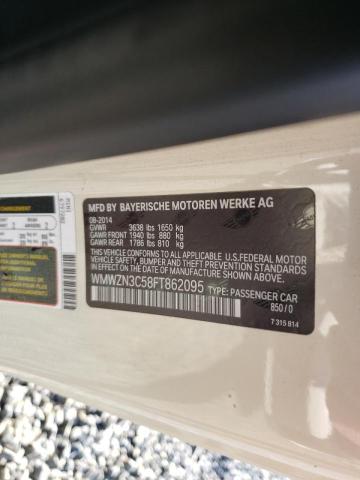 MFD BY BAYERISCHE MOTOREN WERKE AG
08-2014
GVWR 3638 lbs 1650 kg
GAWR FRONT 1940 lbs 880 kg
GAWR REAR 1786 lbs 810 kg
THIS VEHICLE CONFORMS TO ALL APPLICABLE U.S. FEDERAL MOTOR
VEHICLE SAFETY, BUMPER, AND THEFT PREVENTION STANDARDS
IN EFFECT ON THE DATE OF MANUFACTURE SHOWN ABOVE.
WMWZN3C58FT862095 TYPE: PASSENGER CAR
850/0
7 315 814